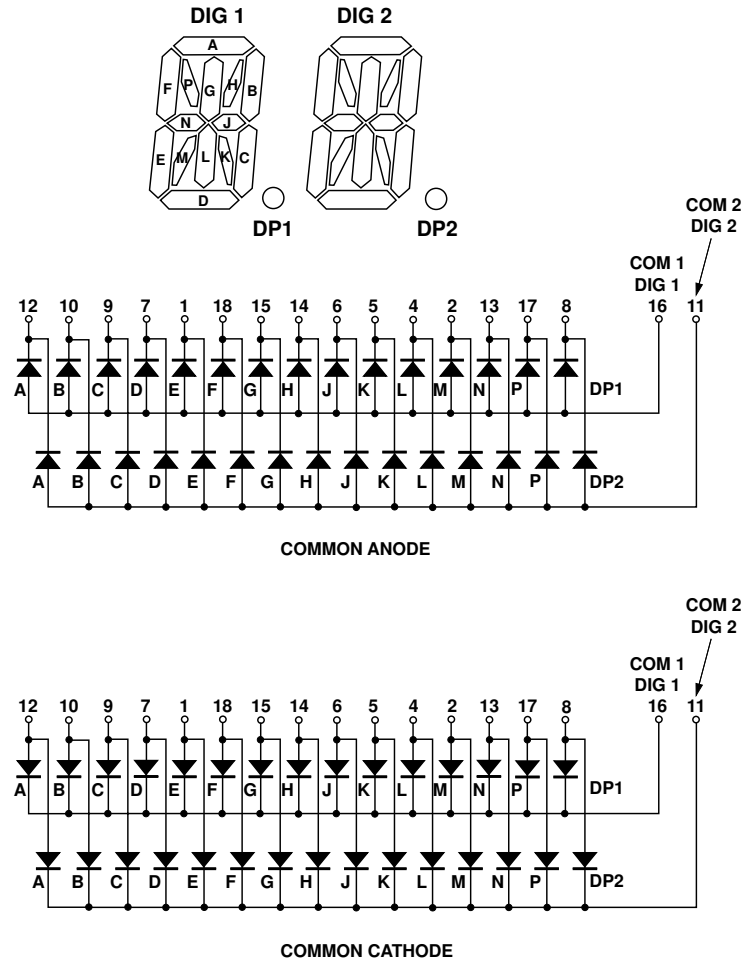 DIG 1 DIG 2
A
F P G H B
N J
E M L K C
D
DP1 DP2
COM 2
DIG 2
COM 1
DIG 1
12 10 9 7 1 18 15 14 6 5 4 2 13 17 8 16 11
A B C D E F G H J K L M N P DP1
A B C D E F G H J K L M N P DP2
COMMON ANODE
COM 2
DIG 2
COM 1
DIG 1
12 10 9 7 1 18 15 14 6 5 4 2 13 17 8 16 11
A B C D E F G H J K L M N P DP1
A B C D E F G H J K L M N P DP2
COMMON CATHODE